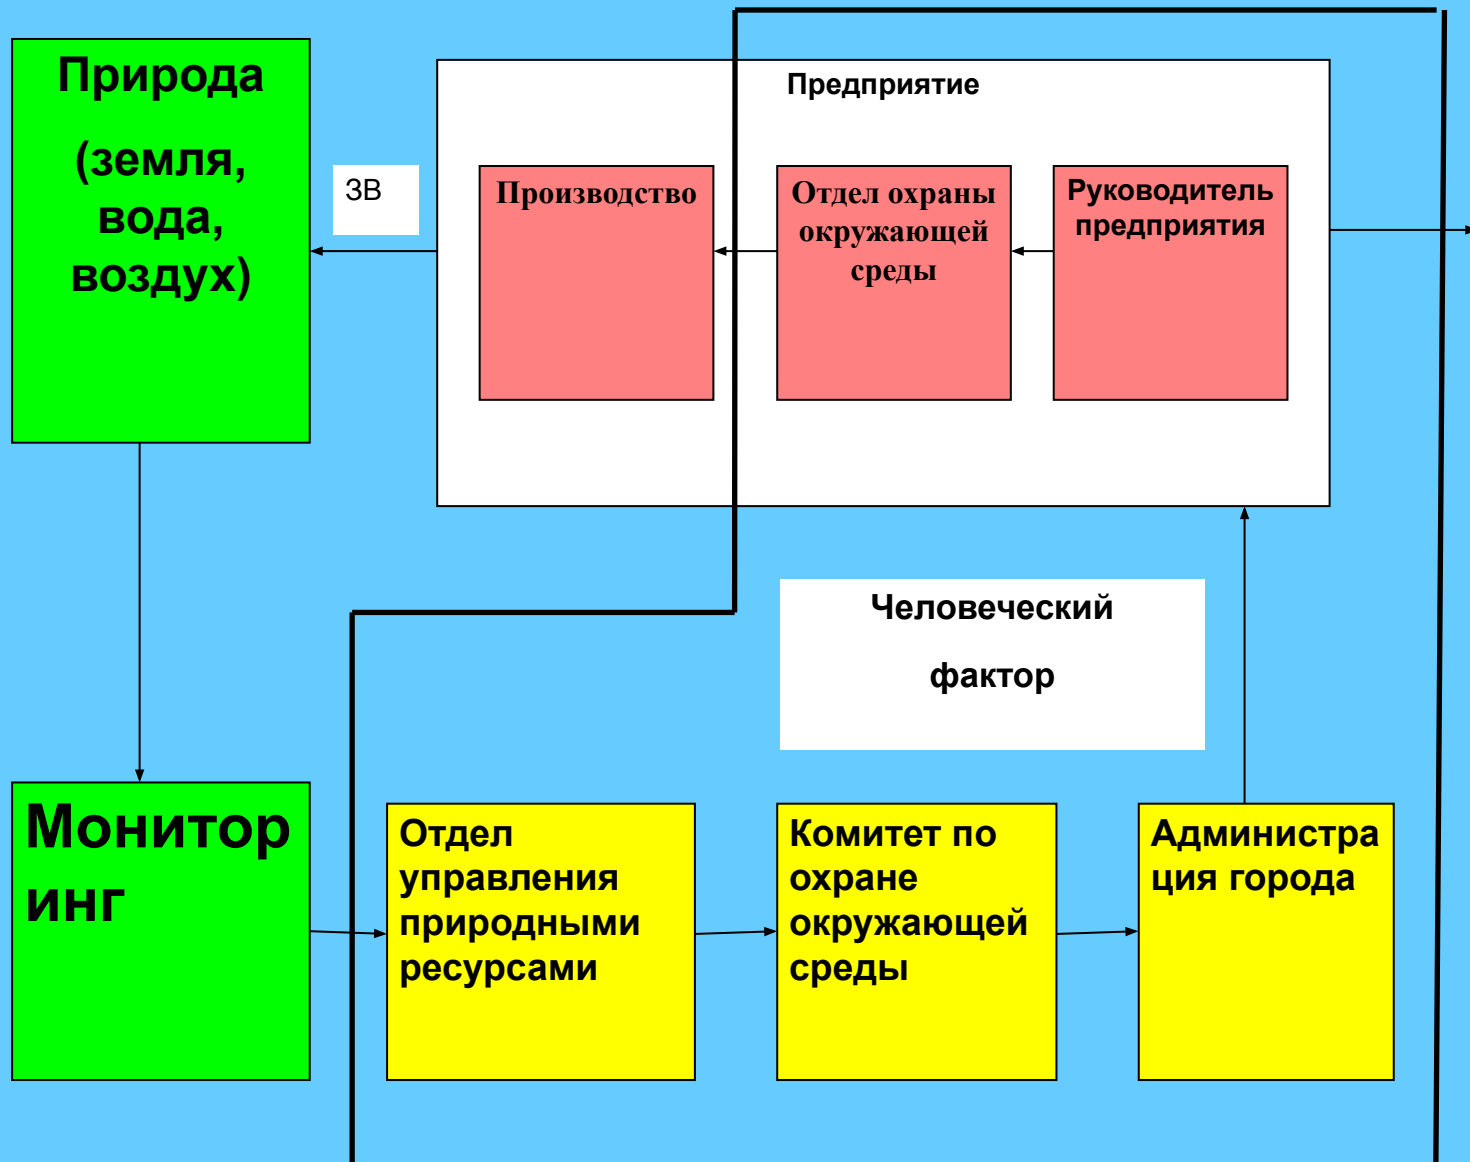 Природа
(земля,
вода,
воздух)
ЗВ
Предприятие
Производство
Отдел охраны
окружающей
среды
Руководитель
предприятия
Человеческий
фактор
Монитор
инг
Отдел
управления
природными
ресурсами
Комитет по
охране
окружающей
среды
Администра
ция города